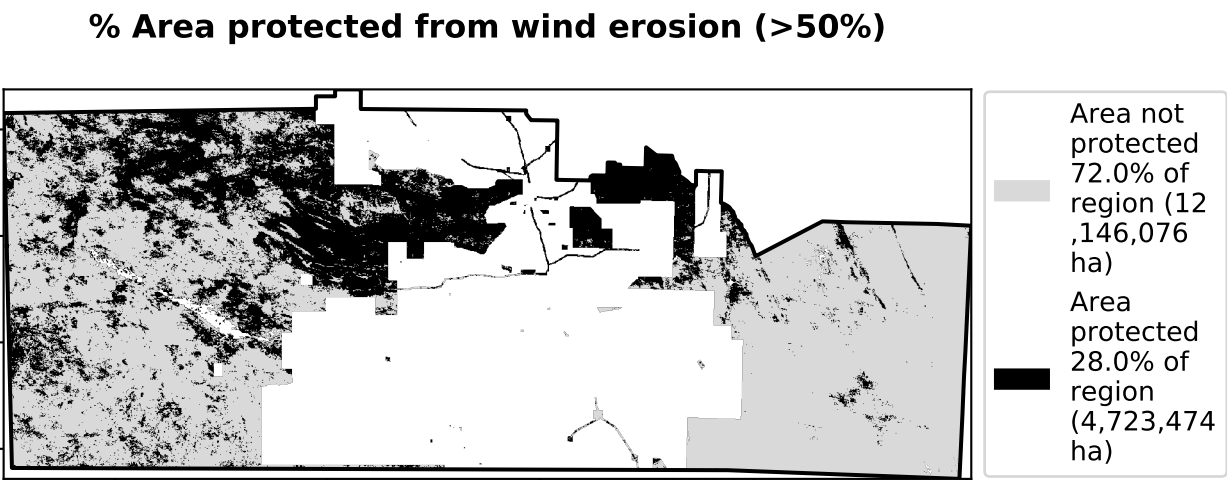 % Area protected from wind erosion (>50%)
Area not
protected
72.0% of
region (12
,146,076
ha)
Area
protected
28.0% of
region
(4,723,474
ha)